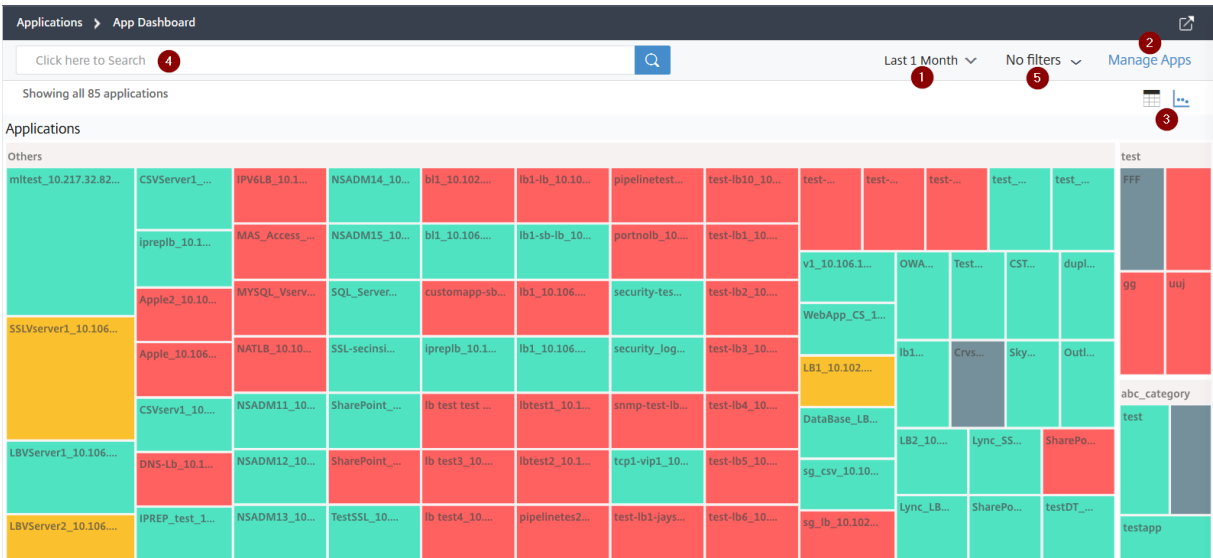 Applications > App Dashboard
2
Click here to Search 4
Last 1 Month No filters Manage Apps
1 5
Showing all 85 applications
3
Applications
Others
test
mltest_10.217.32.82...
SSLVserver1_10.106...
LBVServer1_10.106....
LBVServer2_10.106....
CSVServer1_...
ipreplb_10.1...
Apple2_10.10...
Apple_10.106...
CSVserv1_10....
DNS-Lb_10.1...
IPREP_test_1...
IPV6LB_10.1...
MAS_Access_...
MYSQL_Vserv...
NATLB_10.10...
NSADM11_10...
NSADM12_10...
NSADM13_10...
NSADM14_10...
NSADM15_10...
SQL_Server...
SSL-secinsi...
SharePoint_...
SharePoint_...
TestSSL_10....
bl1_10.102....
bl1_10.106....
customapp-sb...
ipreplb_10.1...
lb test test ...
lb test3_10....
lb test4_10....
lb1-lb_10.10...
lb1-sb-lb_10...
lb1_10.106....
lb1_10.106....
lbtest1_10.1...
lbtest2_10.1...
pipelinetes2...
pipelinetest...
portnolb_10....
security-tes...
security_log...
snmp-test-lb...
tcp1-vip1_10...
test-lb1-jays...
test-lb10_10...
test-lb1_10....
test-lb2_10....
test-lb3_10....
test-lb4_10....
test-lb5_10....
test-lb6_10....
test-...
test-...
test-...
test_...
test_...
v1_10.106.1...
WebApp_CS_1...
LB1_10.102....
DataBase_LB...
sg_csv_10.10...
sg_lb_10.102...
OWA...
Test...
CST...
dupl...
lb1...
Crvs...
Sky...
Outl...
LB2_10....
Lync_SS...
SharePo...
Lync_LB...
SharePo...
testDT_...
FFF
gg
uuj
abc_category
test
testapp